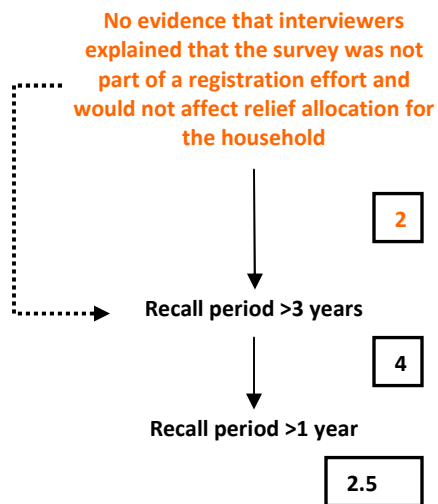 No evidence that interviewers
explained that the survey was not
part of a registration effort and
would not affect relief allocation for
the household
2
Recall period >3 years
4
Recall period >1 year
2.5